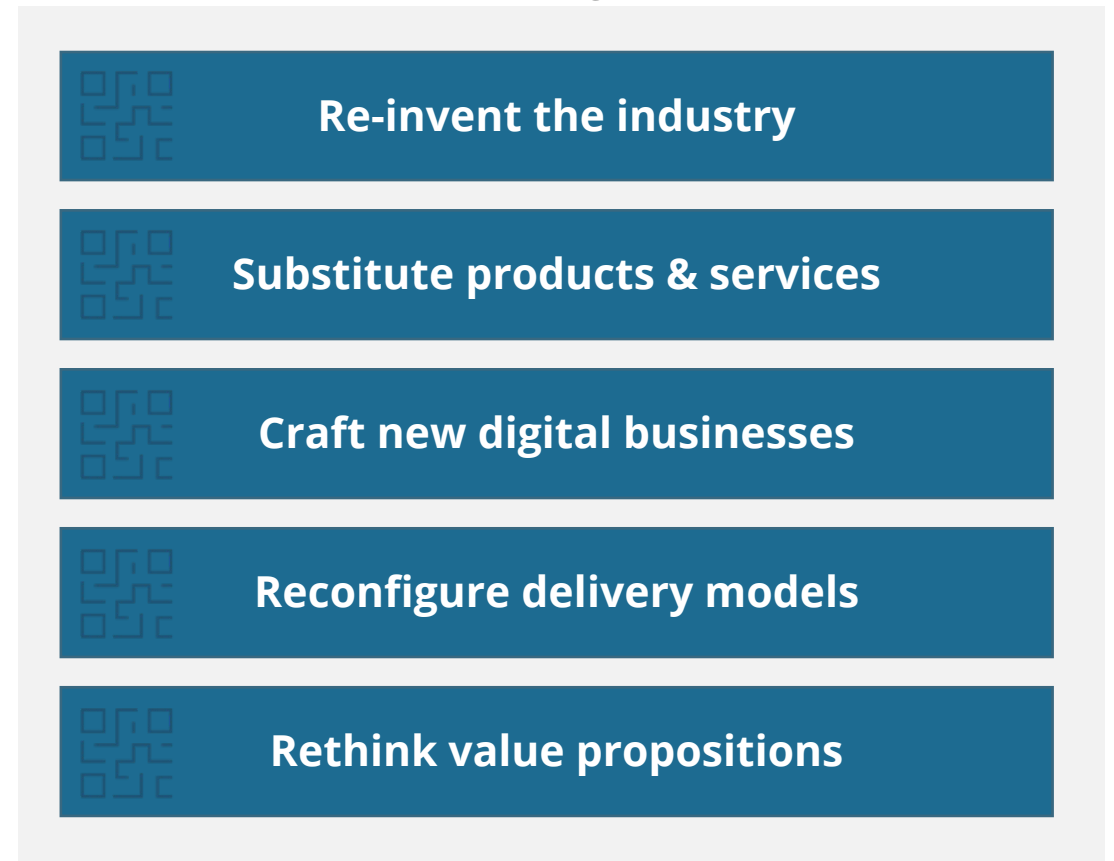 Re-invent the industry
Substitute products & services
Craft new digital businesses
Reconfigure delivery models
Rethink value propositions